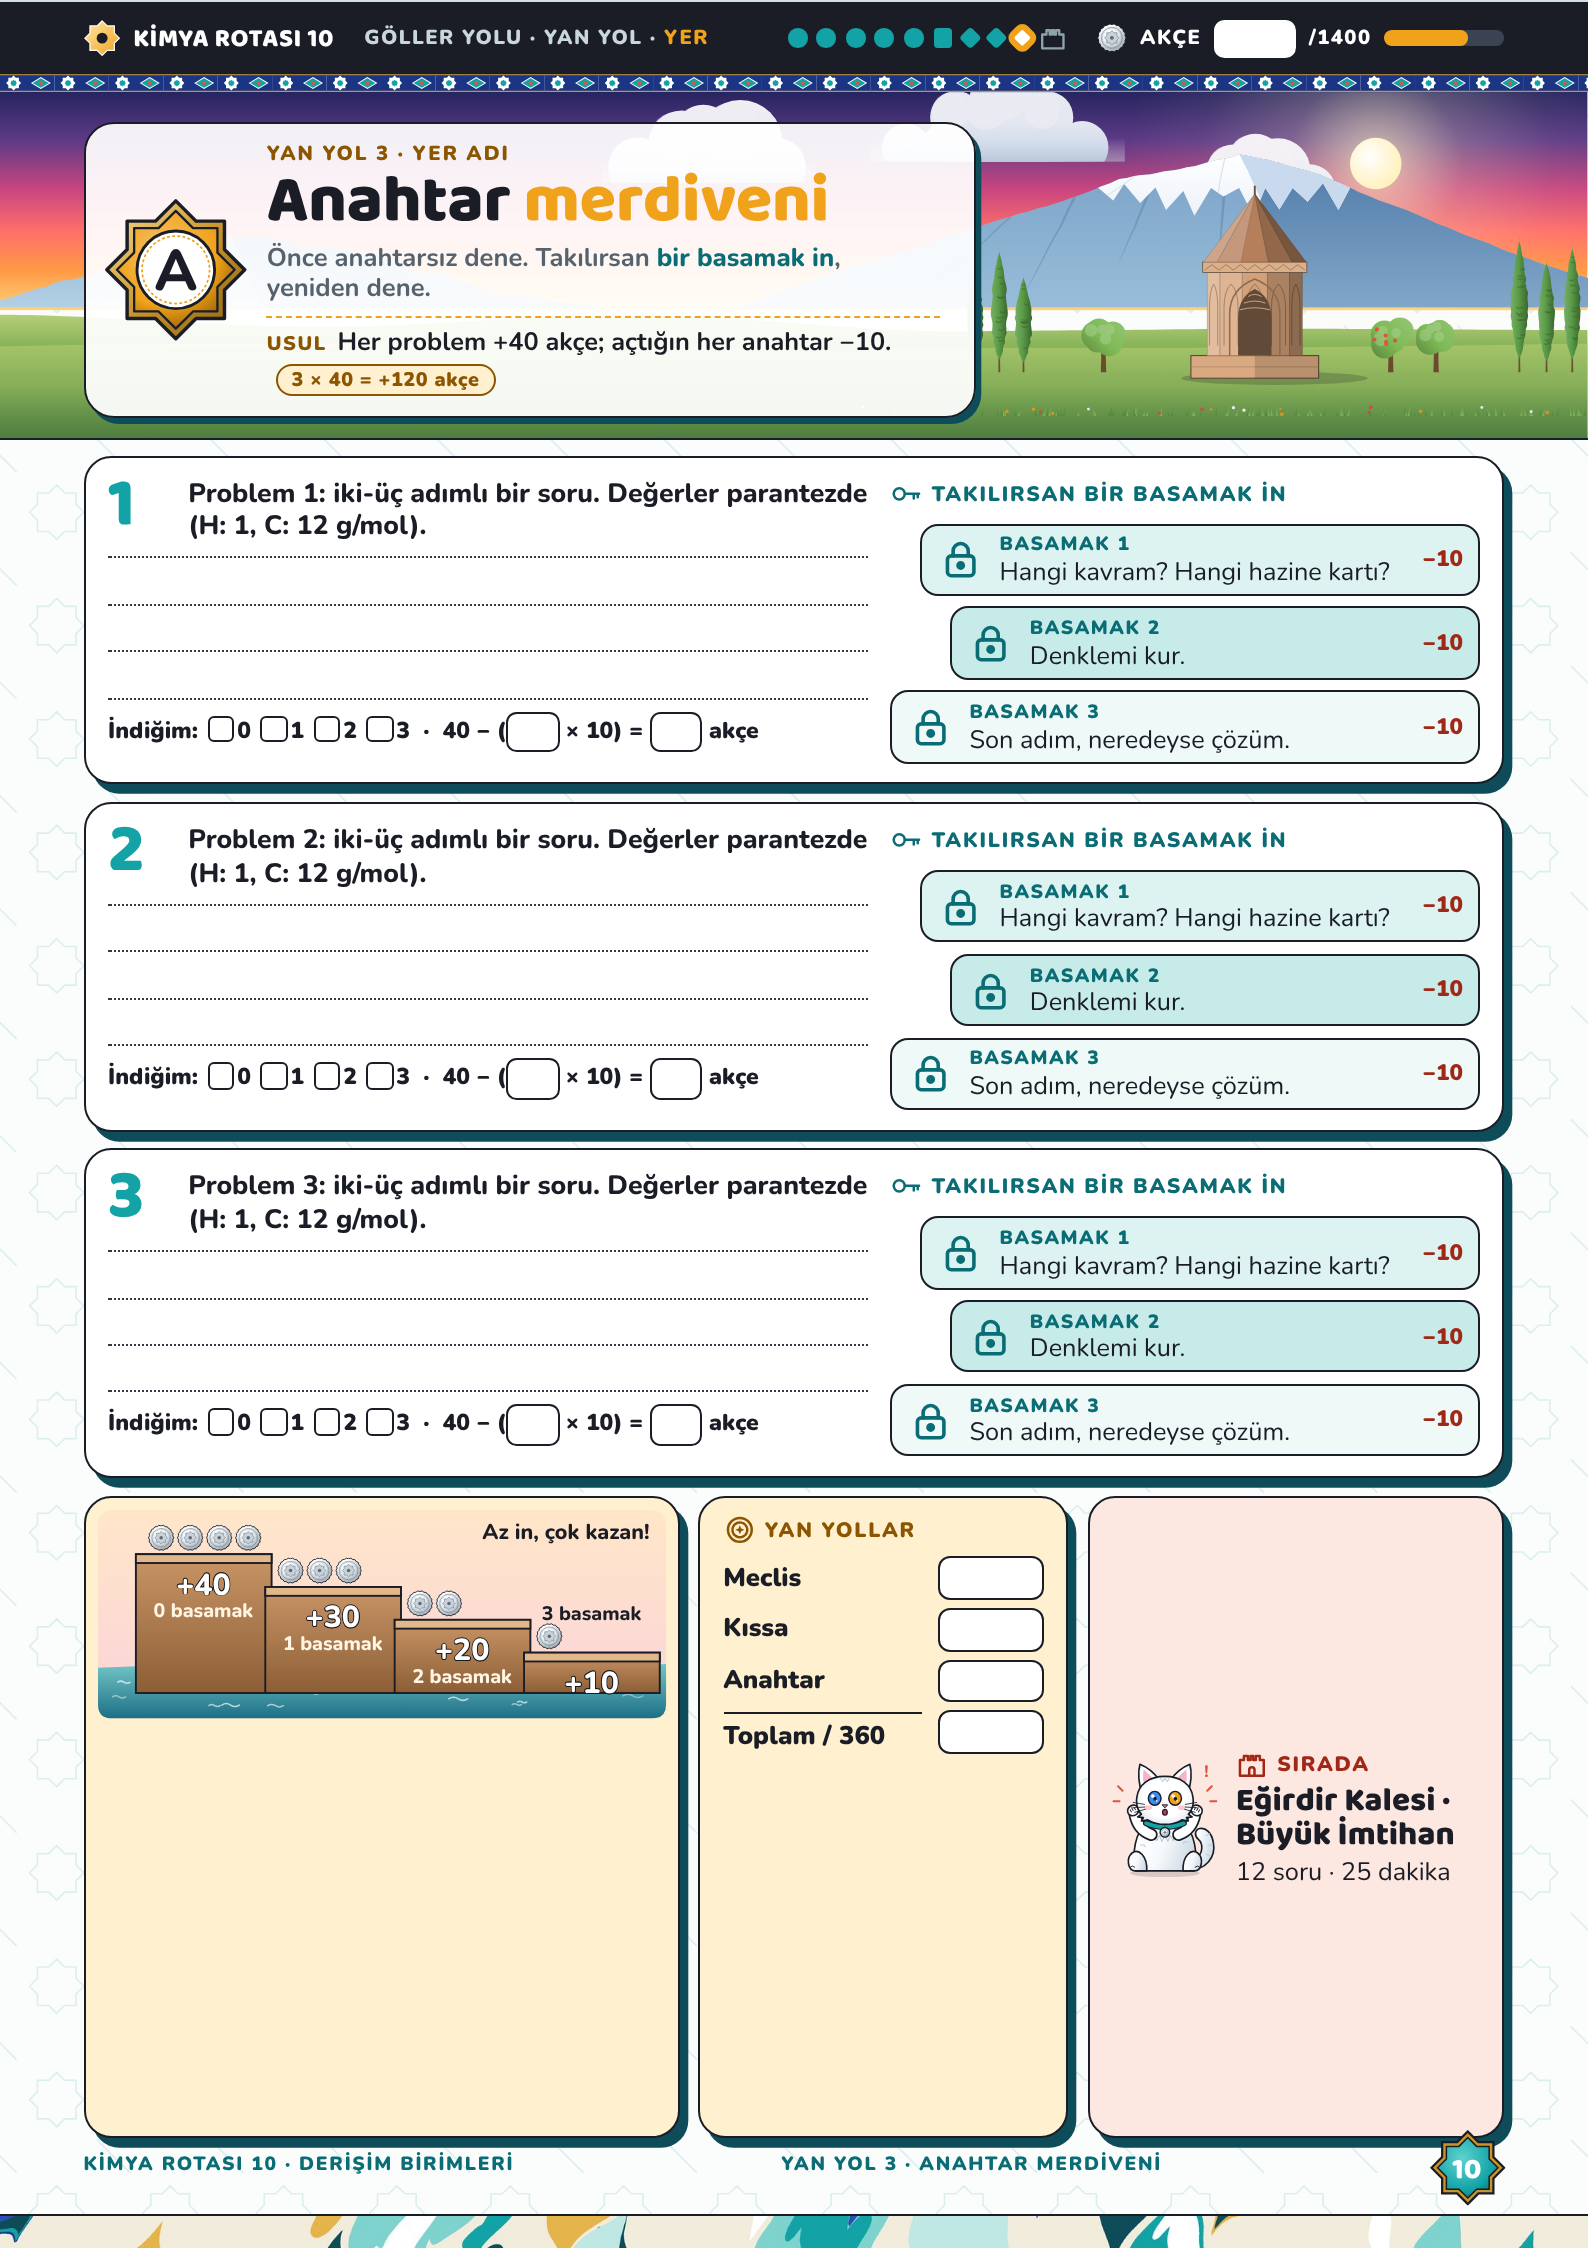 KİMYA ROTASI 10 GÖLLER YOLU · YAN YOL · YER AKÇE /1400
YAN YOL 3 · YER ADI
Anahtar merdiveni
A
Önce anahtarsız dene. Takılırsan bir basamak in,
yeniden dene.
USUL Her problem +40 akçe; açtığın her anahtar −10.
3 × 40 = +120 akçe
1
Problem 1: iki-üç adımlı bir soru. Değerler parantezde
(H: 1, C: 12 g/mol).
İndiğim: 0 1 2 3 · 40 − ( × 10) = akçe
TAKILIRSAN BİR BASAMAK İN
BASAMAK 1
Hangi kavram? Hangi hazine kartı? −10
BASAMAK 2
Denklemi kur. −10
BASAMAK 3
Son adım, neredeyse çözüm. −10
2
Problem 2: iki-üç adımlı bir soru. Değerler parantezde
(H: 1, C: 12 g/mol).
İndiğim: 0 1 2 3 · 40 − ( × 10) = akçe
TAKILIRSAN BİR BASAMAK İN
BASAMAK 1
Hangi kavram? Hangi hazine kartı? −10
BASAMAK 2
Denklemi kur. −10
BASAMAK 3
Son adım, neredeyse çözüm. −10
3
Problem 3: iki-üç adımlı bir soru. Değerler parantezde
(H: 1, C: 12 g/mol).
İndiğim: 0 1 2 3 · 40 − ( × 10) = akçe
TAKILIRSAN BİR BASAMAK İN
BASAMAK 1
Hangi kavram? Hangi hazine kartı? −10
BASAMAK 2
Denklemi kur. −10
BASAMAK 3
Son adım, neredeyse çözüm. −10
Az in, çok kazan!
+40
0 basamak
+30
1 basamak
+20
2 basamak
3 basamak
+10
YAN YOLLAR
Meclis
Kıssa
Anahtar
Toplam / 360
!
SIRADA
Eğirdir Kalesi ·
Büyük İmtihan
12 soru · 25 dakika
KİMYA ROTASI 10 · DERİŞİM BİRİMLERİ YAN YOL 3 · ANAHTAR MERDİVENİ 10